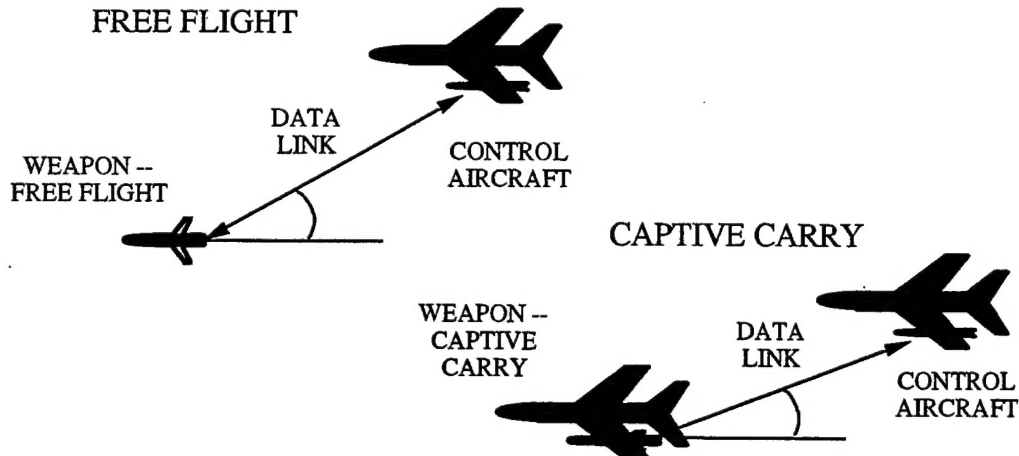 FREE FLIGHT
DATA
LINK
CONTROL
AIRCRAFT
WEAPON --
FREE FLIGHT
CAPTIVE CARRY
WEAPON --
CAPTIVE
CARRY
DATA
LINK
CONTROL
AIRCRAFT